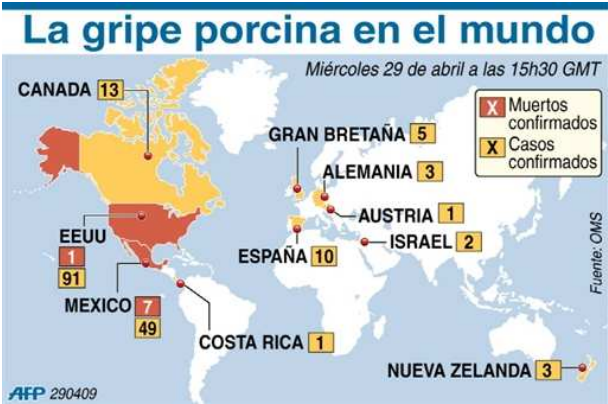 La gripe porcina en el mundo
Miércoles 29 de abril a las 15h30 GMT
CANADA 13
X Muertos
confirmados
X Casos
confirmados
GRAN BRETAÑA 5
ALEMANIA 3
AUSTRIA 1
EEUU
1
91
ESPAÑA 10
ISRAEL 2
MEXICO 7
49
COSTA RICA 1
NUEVA ZELANDA 3
Fuente: OMS
AFP 290409